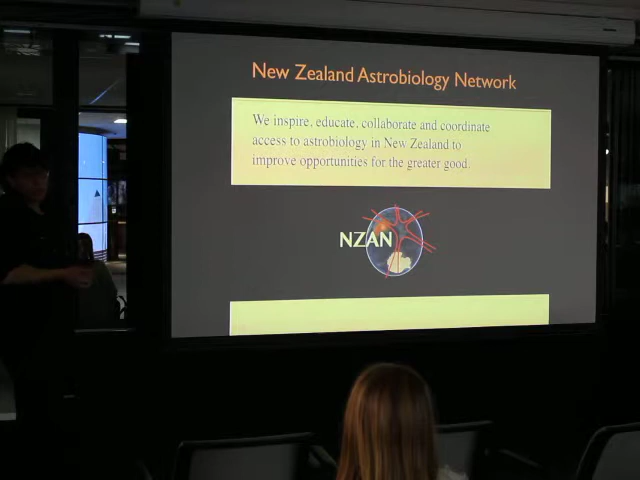 New Zealand Astrobiology Network
We inspire, educate, collaborate and coordinate
access to astrobiology in New Zealand to
improve opportunities for the greater good.
NZAN